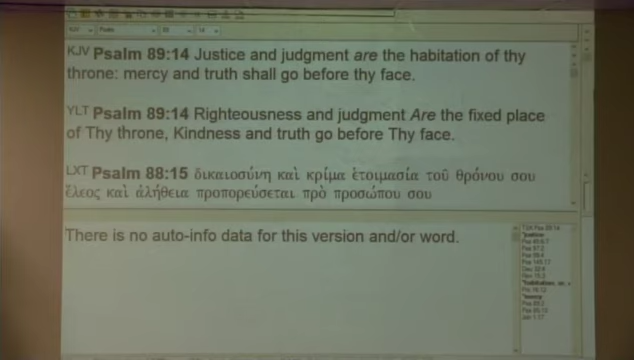 KJV Psalm 89:14 Justice and judgment are the habitation of thy
throne: mercy and truth shall go before thy face.
YLT Psalm 89:14 Righteousness and judgment Are the fixed place
of Thy throne, Kindness and truth go before Thy face.
LXT Psalm 88:15 δικαιοσύνη καὶ κρίμα ἑτοιμασία τοῦ θρόνου σου
ἔλεος καὶ ἀλήθεια προπορεύσεται πρὸ προσώπου σου
There is no auto-info data for this version and/or word.